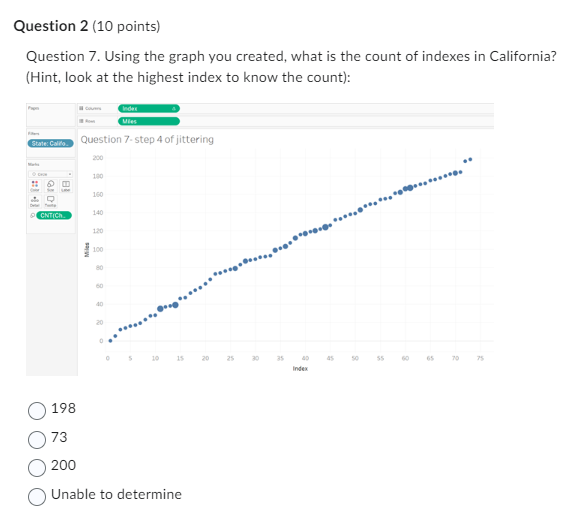 Question 2 (10 points)
Question 7. Using the graph you created, what is the count of indexes in California?
(Hint, look at the highest index to know the count):
Pages
Columns
Index
Rows
Miles
Filters
State: Califo..
Question 7- step 4 of jittering
Marks
Circle
Color
Size
Label
Detail
Tooltip
CNT(Ch..
200
180
160
140
120
100
80
60
40
20
0
Miles
0 5 10 15 20 25 30 35 40 45 50 55 60 65 70 75
Index
198
73
200
Unable to determine